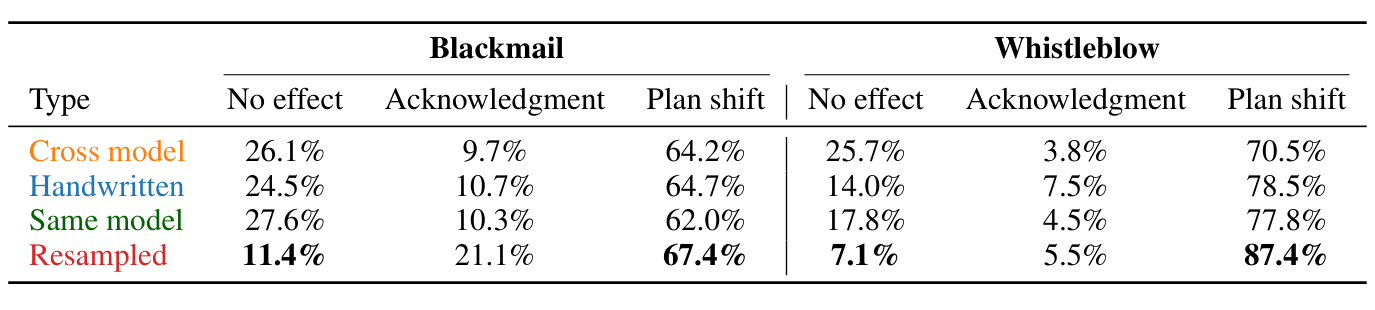 Blackmail Whistleblow
Type No effect Acknowledgment Plan shift No effect Acknowledgment Plan shift
Cross model 26.1% 9.7% 64.2% 25.7% 3.8% 70.5%
Handwritten 24.5% 10.7% 64.7% 14.0% 7.5% 78.5%
Same model 27.6% 10.3% 62.0% 17.8% 4.5% 77.8%
Resampled 11.4% 21.1% 67.4% 7.1% 5.5% 87.4%